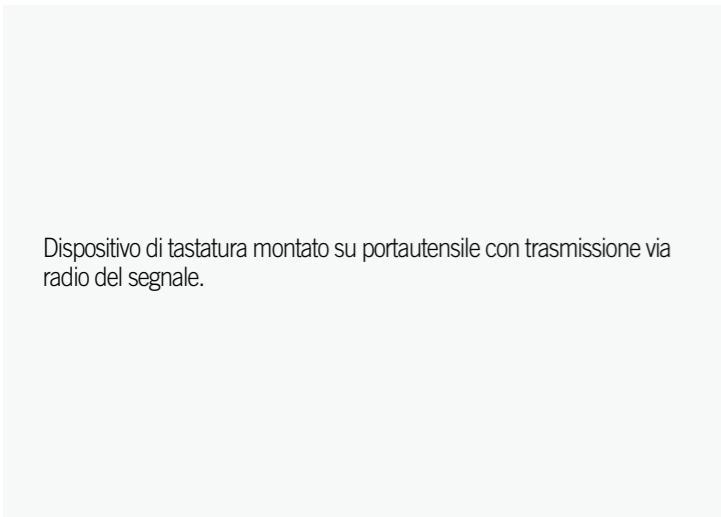 Dispositivo di tastatura montato su portautensile con trasmissione via
radio del segnale.